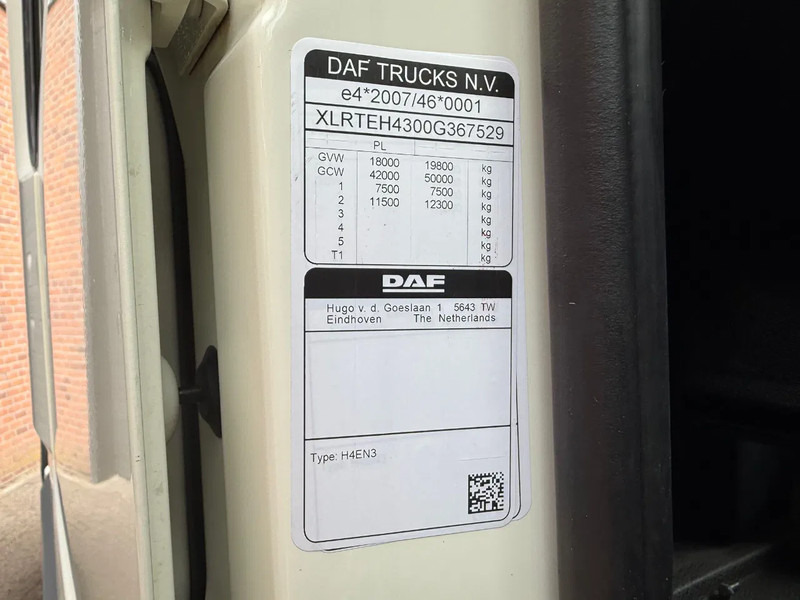 DAF TRUCKS N.V.
e4*2007/46*0001
XLRTEH4300G367529
PL
GVW 18000 19800 kg
GCW 42000 50000 kg
1 7500 7500 kg
2 11500 12300 kg
3 kg
4 kg
5 kg
T1 kg
DAF
Hugo v. d. Goeslaan 1 5643 TW
Eindhoven The Netherlands
Type: H4EN3